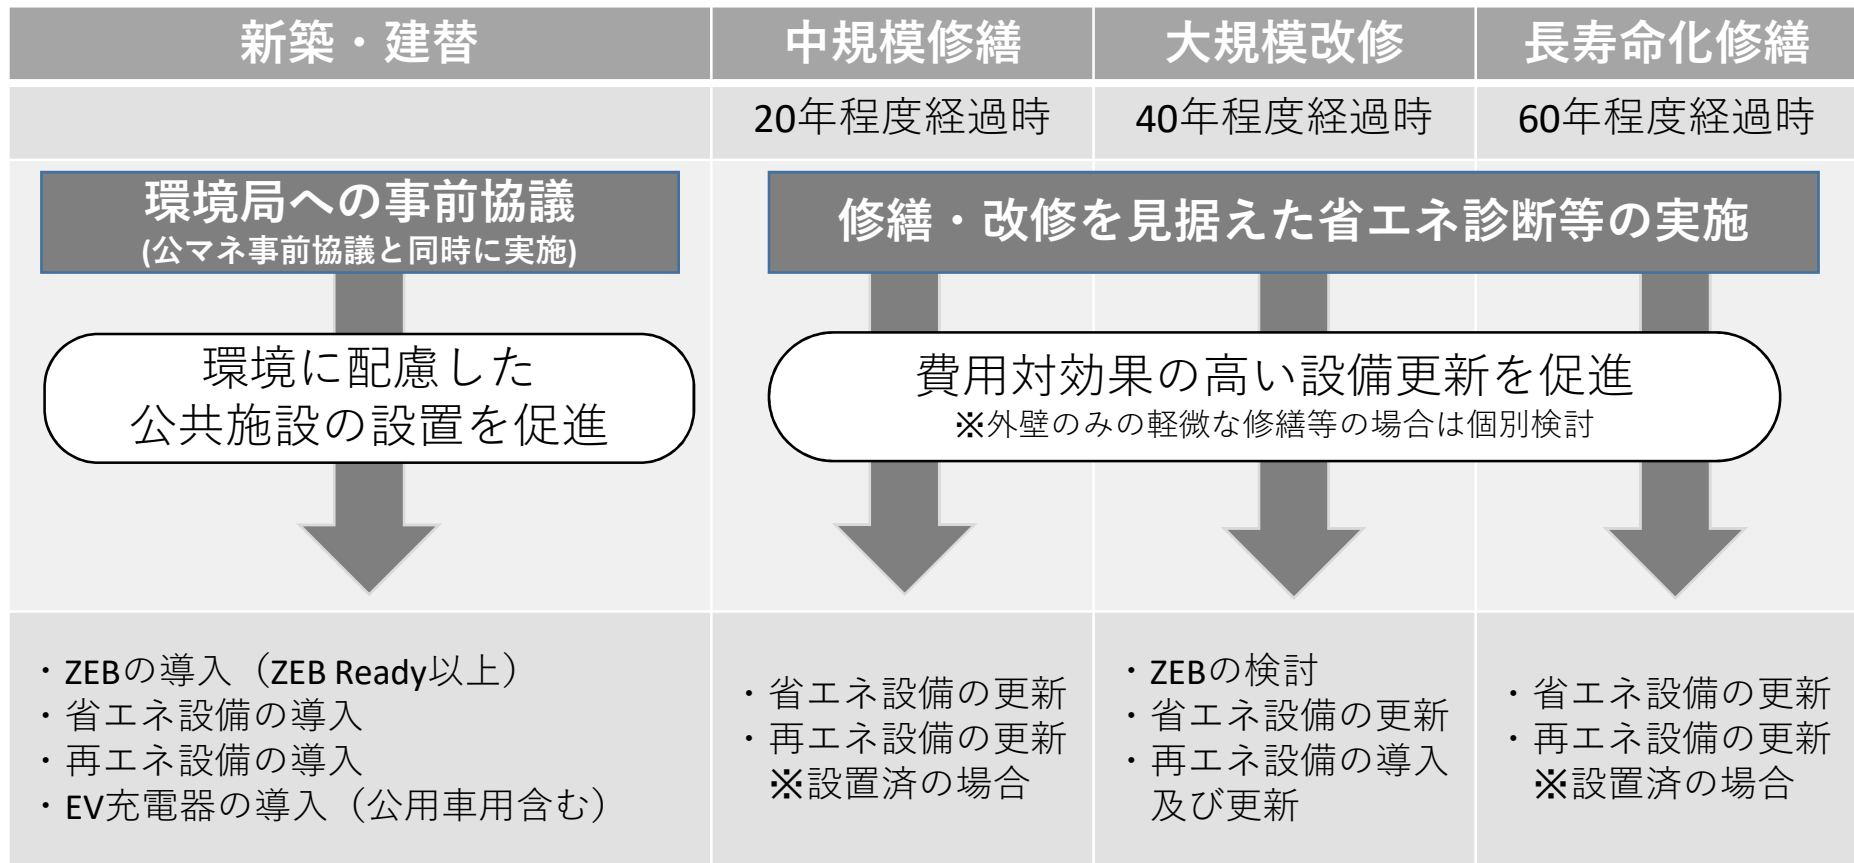 新築・建替
中規模修繕
大規模改修
長寿命化修繕
20年程度経過時
40年程度経過時
60年程度経過時
環境局への事前協議
(公マネ事前協議と同時に実施)
修繕・改修を見据えた省エネ診断等の実施
環境に配慮した
公共施設の設置を促進
費用対効果の高い設備更新を促進
※外壁のみの軽微な修繕等の場合は個別検討
・ZEBの導入（ZEB Ready以上）
・省エネ設備の導入
・再エネ設備の導入
・EV充電器の導入（公用車用含む）
・省エネ設備の更新
・再エネ設備の更新
※設置済の場合
・ZEBの検討
・省エネ設備の更新
・再エネ設備の導入
及び更新
・省エネ設備の更新
・再エネ設備の更新
※設置済の場合